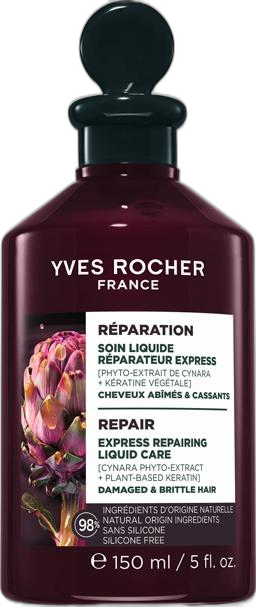 YVES ROCHER
FRANCE
RÉPARATION
SOIN LIQUIDE
RÉPARATEUR EXPRESS
[PHYTO-EXTRAIT DE CYNARA
+ KÉRATINE VÉGÉTALE]
CHEVEUX ABÎMÉS & CASSANTS
REPAIR
EXPRESS REPAIRING
LIQUID CARE
[CYNARA PHYTO-EXTRACT
+ PLANT-BASED KERATIN]
DAMAGED & BRITTLE HAIR
98%
INGRÉDIENTS D'ORIGINE NATURELLE
NATURAL ORIGIN INGREDIENTS
SANS SILICONE
SILICONE FREE
℮ 150 ml / 5 fl. oz.